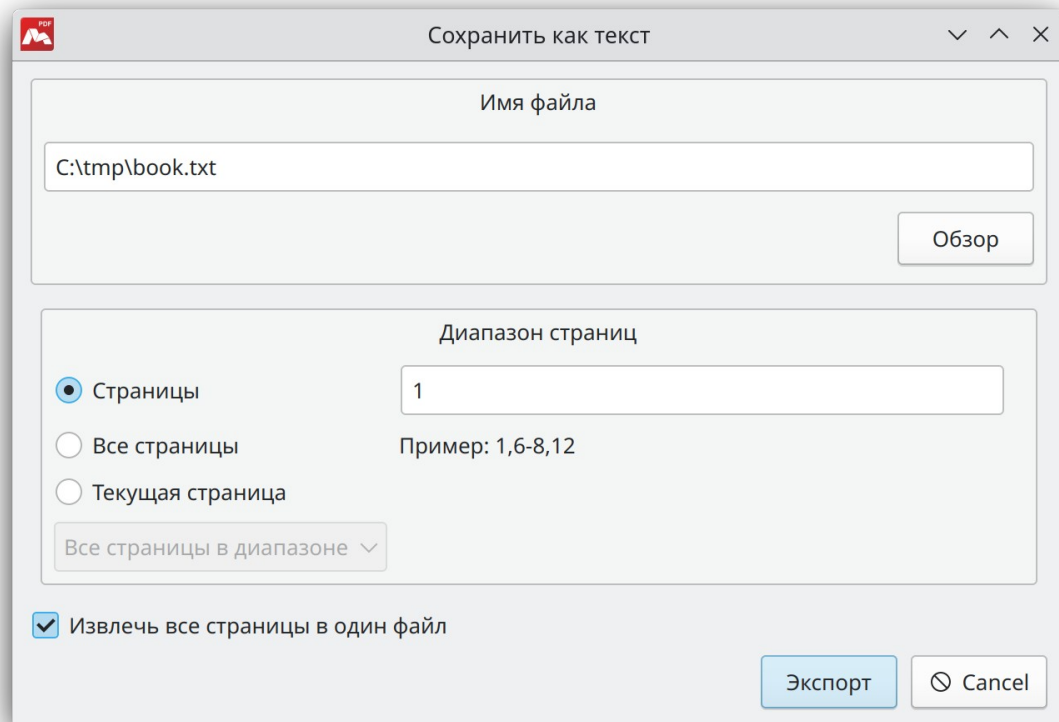 PDF
Сохранить как текст
Имя файла
C:\tmp\book.txt
Обзор
Диапазон страниц
Страницы
1
Все страницы
Пример: 1,6-8,12
Текущая страница
Все страницы в диапазоне
Извлечь все страницы в один файл
Экспорт
Cancel